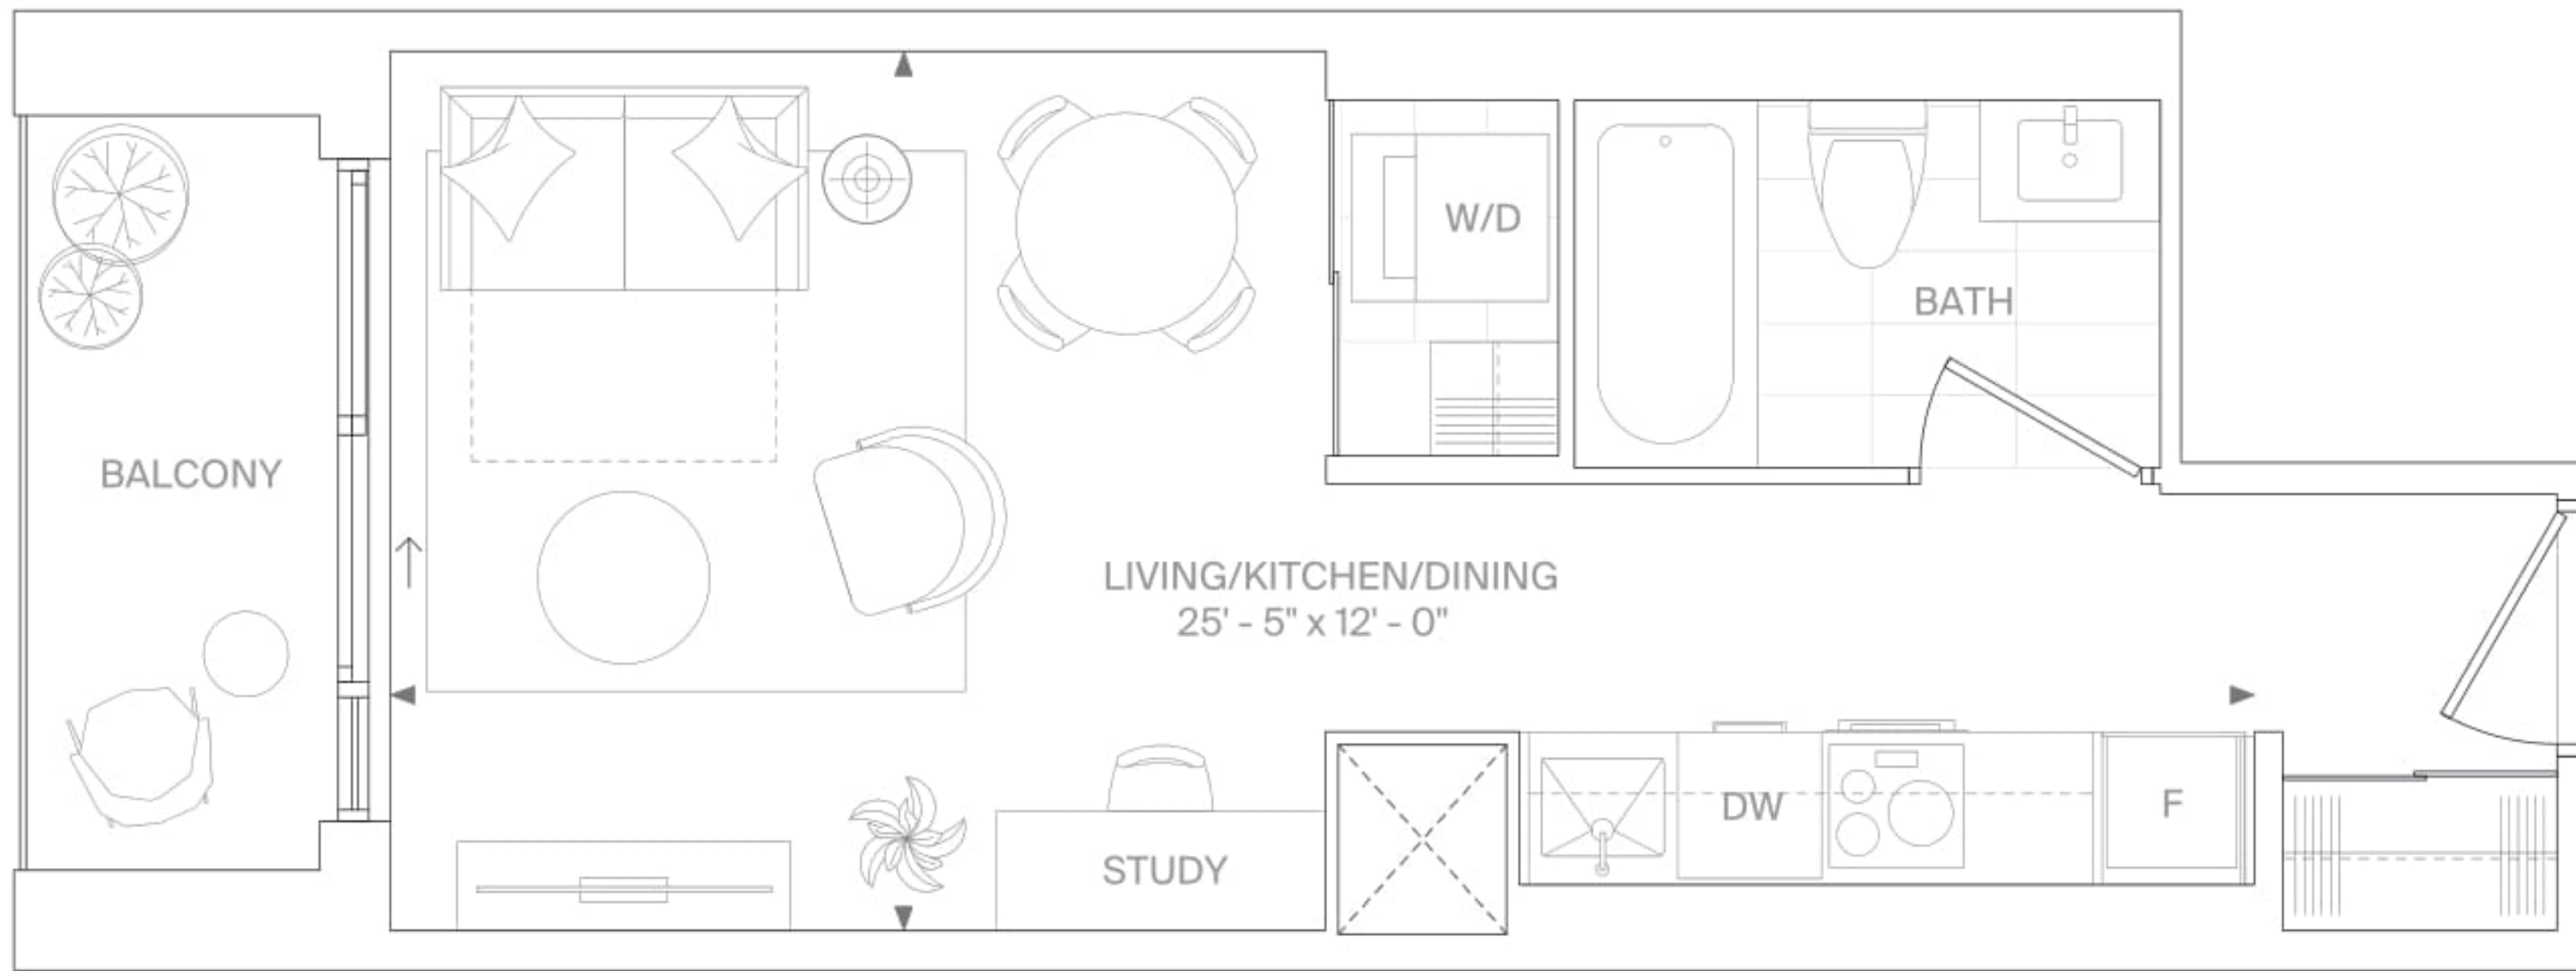 W/D
BATH
BALCONY
LIVING/KITCHEN/DINING
25' - 5" x 12' - 0"
DW
F
STUDY